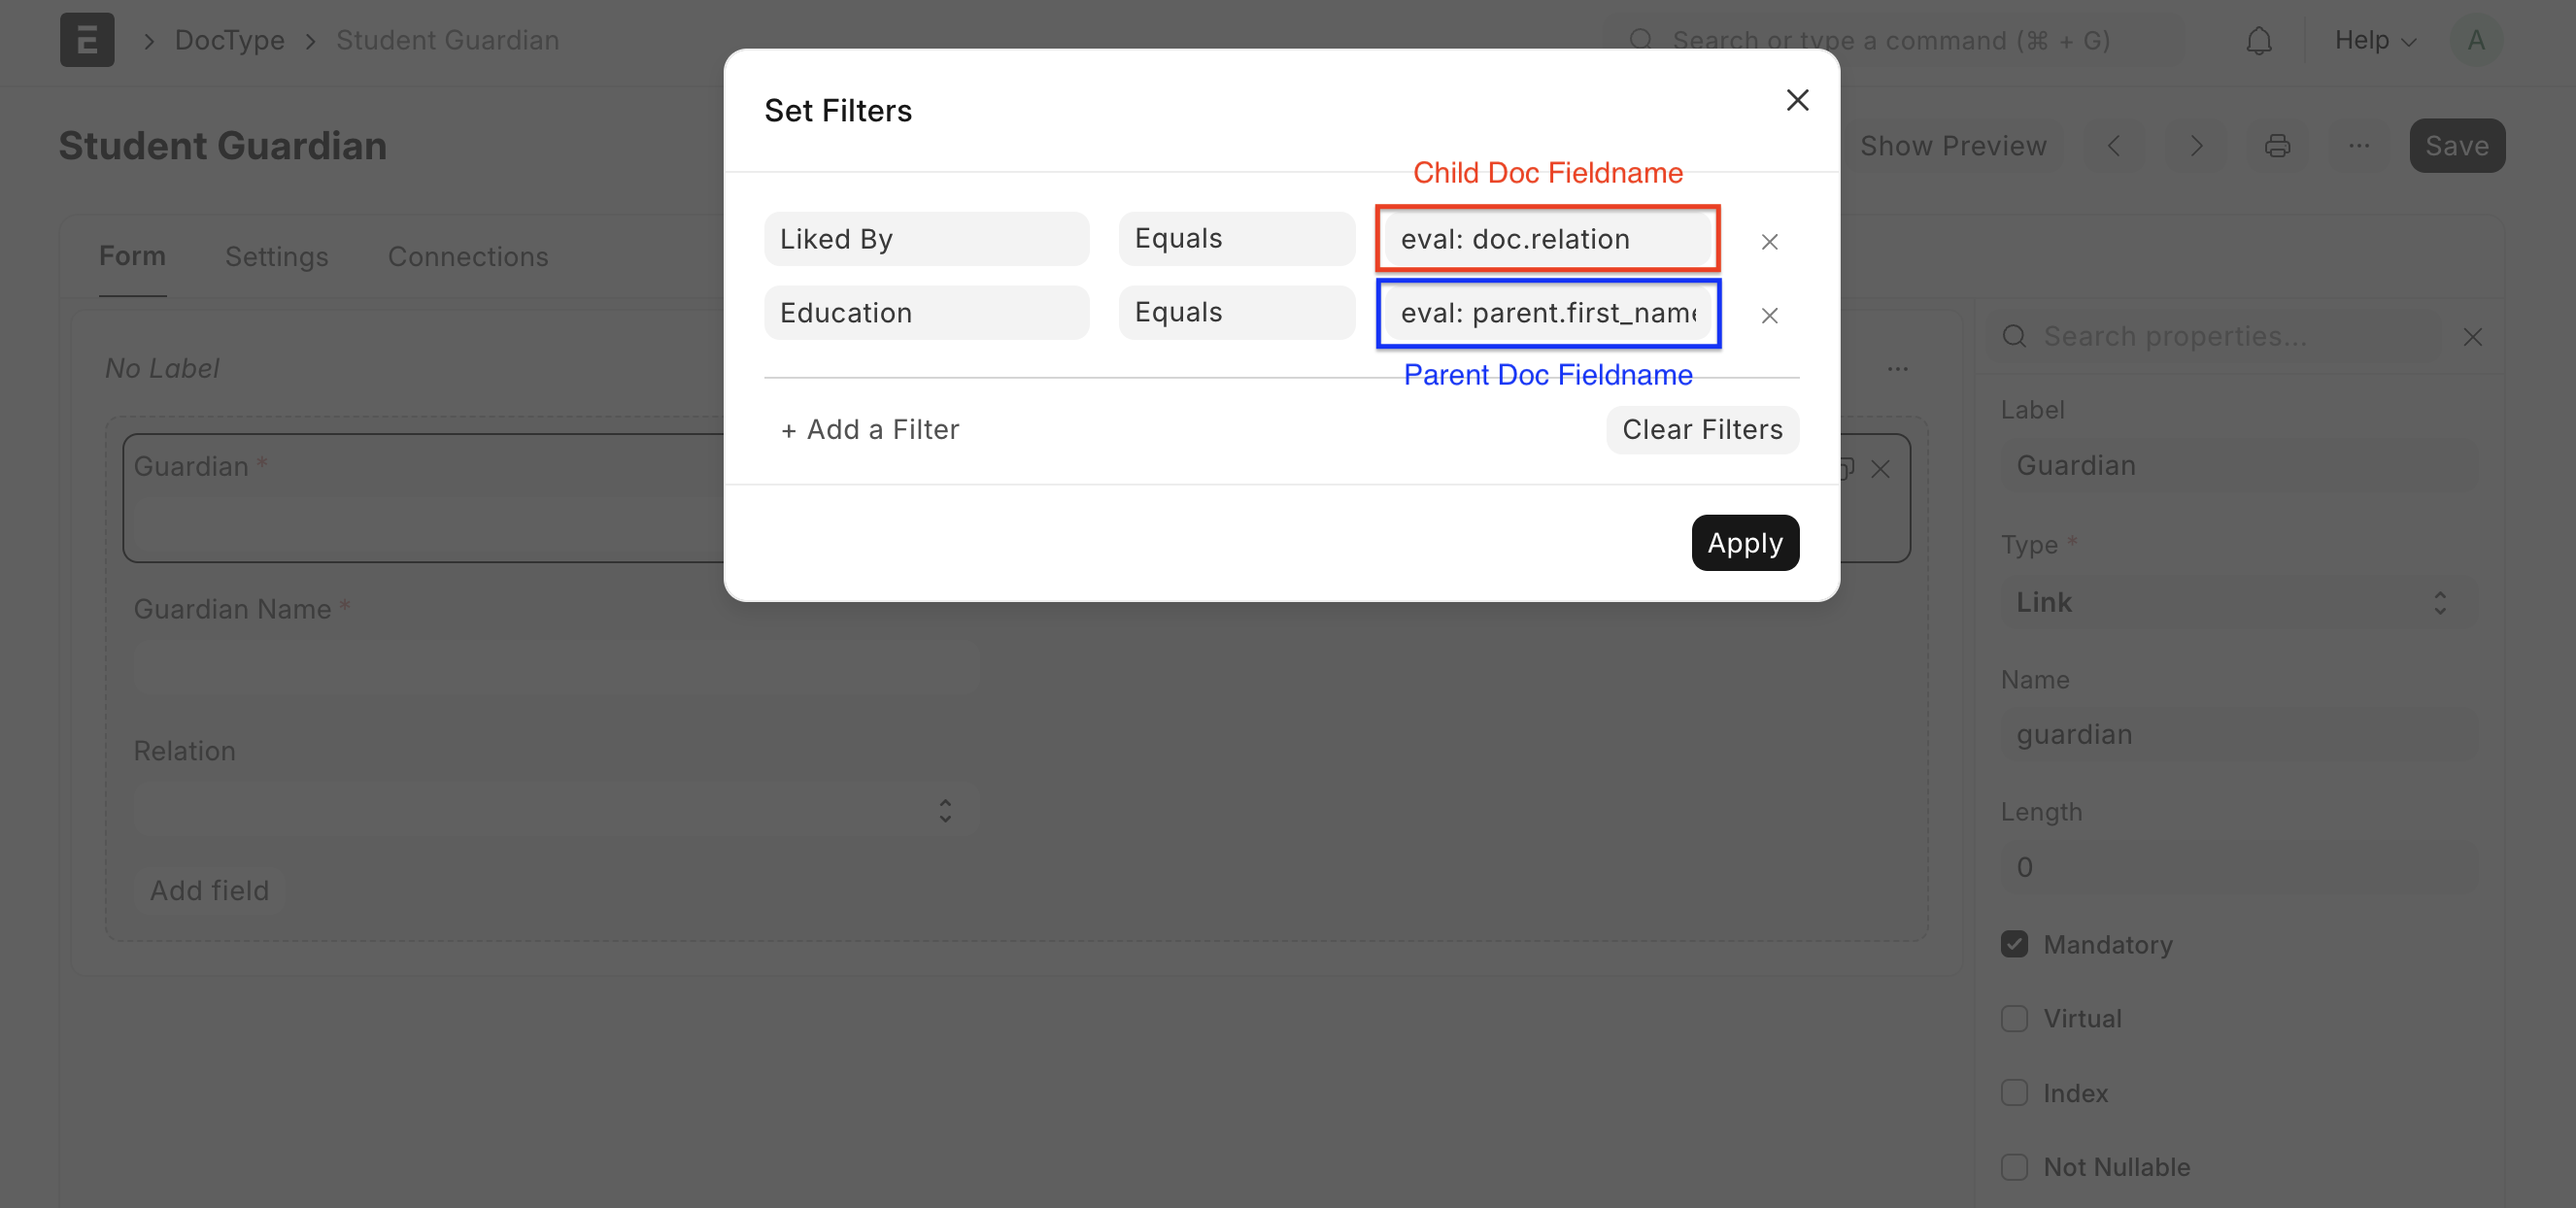 DocType
Student Guardian
Search or type a command (⌘ + G)
Help
A
Student Guardian
Show Preview
Save
Form
Settings
Connections
Set Filters
Child Doc Fieldname
Liked By
Equals
eval: doc.relation
Education
Equals
eval: parent.first_name
Parent Doc Fieldname
+ Add a Filter
Clear Filters
Apply
No Label
Guardian *
Guardian Name *
Relation
Add field
Search properties...
Label
Guardian
Type *
Link
Name
guardian
Length
0
Mandatory
Virtual
Index
Not Nullable